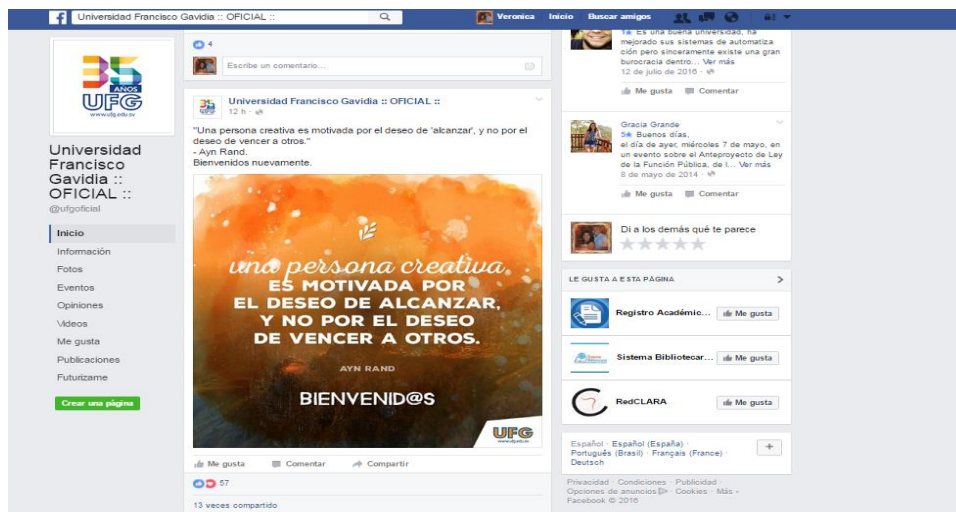 Universidad Francisco Gavidia :: OFICIAL ::
Veronica Inicio Buscar amigos
35
AÑOS
UFG
www.ufg.edu.sv
Universidad
Francisco
Gavidia ::
OFICIAL ::
@ufgoficial
Inicio
Información
Fotos
Eventos
Opiniones
Videos
Me gusta
Publicaciones
Futurizame
Crear una página
4
Escribe un comentario...
Universidad Francisco Gavidia :: OFICIAL ::
12 h ·
"Una persona creativa es motivada por el deseo de 'alcanzar', y no por el
deseo de vencer a otros."
- Ayn Rand.
Bienvenidos nuevamente.
una persona creativa
ES MOTIVADA POR
EL DESEO DE ALCANZAR,
Y NO POR EL DESEO
DE VENCER A OTROS.
AYN RAND
BIENVENID@S
UFG
www.ufg.edu.sv
Me gusta Comentar Compartir
57
13 veces compartido
1★ Es una buena universidad, ha
mejorado sus sistemas de automatiza
ción pero sinceramente existe una gran
burocracia dentro... Ver más
12 de julio de 2016 ·
Me gusta Comentar
Gracia Grande
5★ Buenos días,
el día de ayer, miércoles 7 de mayo, en
un evento sobre el Anteproyecto de Ley
de la Función Pública, de l... Ver más
8 de mayo de 2014 ·
Me gusta Comentar
Di a los demás qué te parece
LE GUSTA A ESTA PÁGINA
Registro Académic... Me gusta
Sistema Bibliotecar... Me gusta
RedCLARA Me gusta
Español · Español (España) ·
Português (Brasil) · Français (France) ·
Deutsch
Privacidad · Condiciones · Publicidad ·
Opciones de anuncios · Cookies · Más
Facebook © 2016